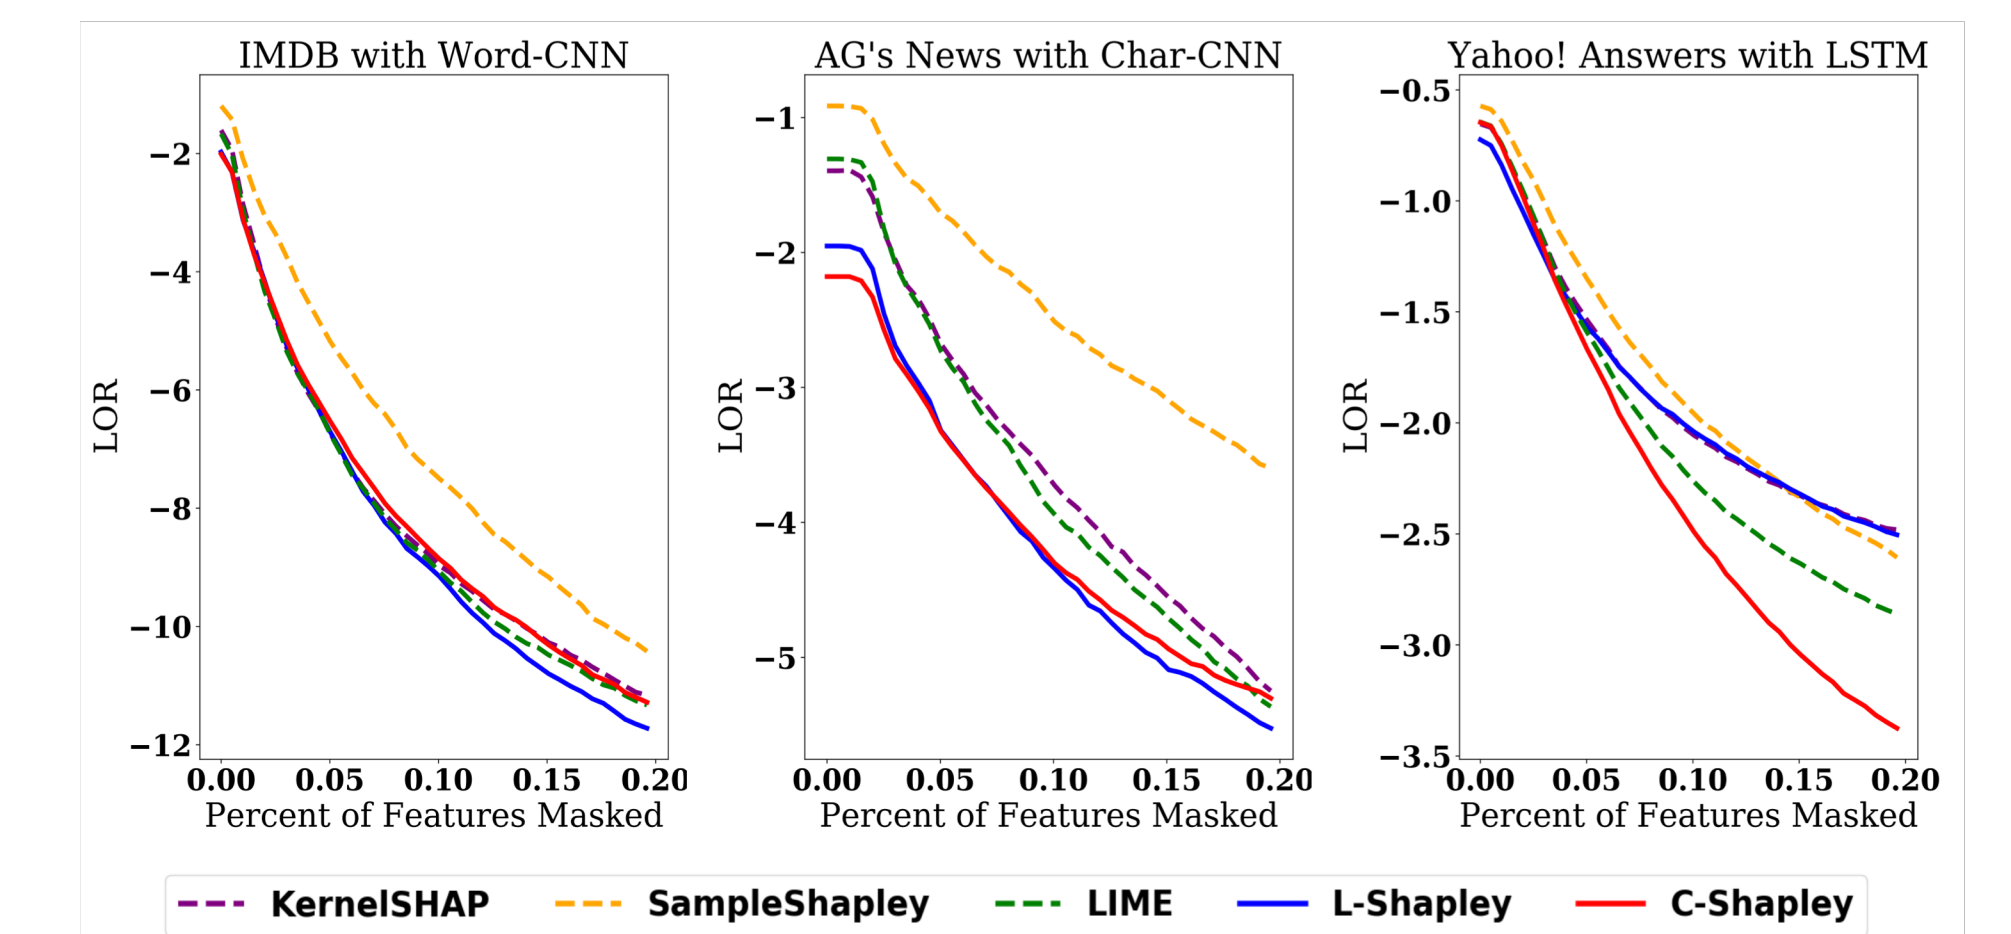 IMDB with Word-CNN
LOR
−2
−4
−6
−8
−10
−12
0.00 0.05 0.10 0.15 0.20
Percent of Features Masked
AG's News with Char-CNN
LOR
−1
−2
−3
−4
−5
0.00 0.05 0.10 0.15 0.20
Percent of Features Masked
Yahoo! Answers with LSTM
LOR
−0.5
−1.0
−1.5
−2.0
−2.5
−3.0
−3.5
0.00 0.05 0.10 0.15 0.20
Percent of Features Masked
KernelSHAP SampleShapley LIME L-Shapley C-Shapley